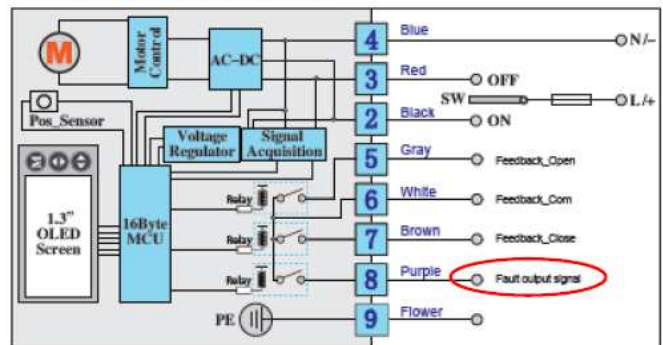 4 Blue N/−
M Motor Control AC-DC
3 Red OFF
SW L/+
Pos_Sensor 2 Black ON
Voltage Regulator Signal Acquisition
5 Gray Feedback_Open
Relay
6 White Feedback_Com
1.3" OLED Screen 16Byte MCU
Relay 7 Brown Feedback_Close
Relay 8 Purple Fault output signal
PE 9 Flower